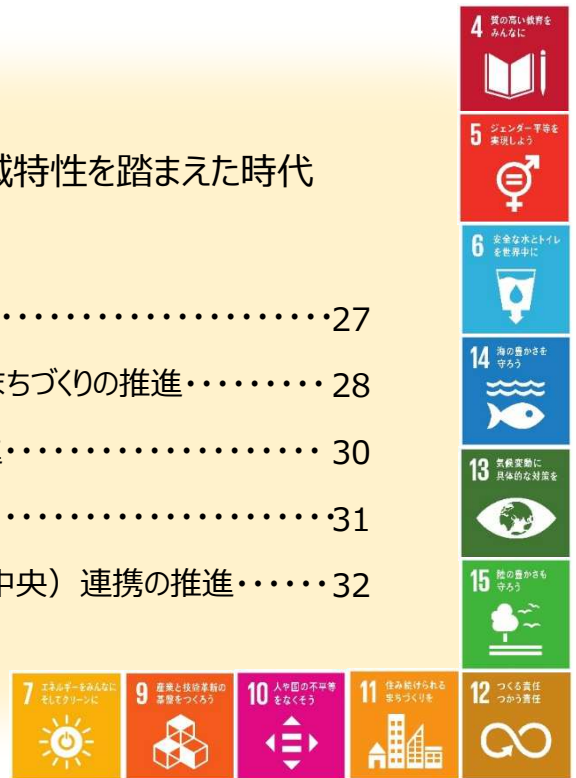 域特性を踏まえた時代
・・・・・・・・・・・・・・・・・・・・・・27
まちづくりの推進・・・・・・・・・28
・・・・・・・・・・・・・・・・・・・・30
・・・・・・・・・・・・・・・・・・・・・・31
中央）連携の推進・・・・・・32
4 質の高い教育を
みんなに
5 ジェンダー平等を
実現しよう
6 安全な水とトイレ
を世界中に
14 海の豊かさを
守ろう
13 気候変動に
具体的な対策を
15 陸の豊かさも
守ろう
7 エネルギーをみんなに
そしてクリーンに
9 産業と技術革新の
基盤をつくろう
10 人や国の不平等
をなくそう
11 住み続けられる
まちづくりを
12 つくる責任
つかう責任